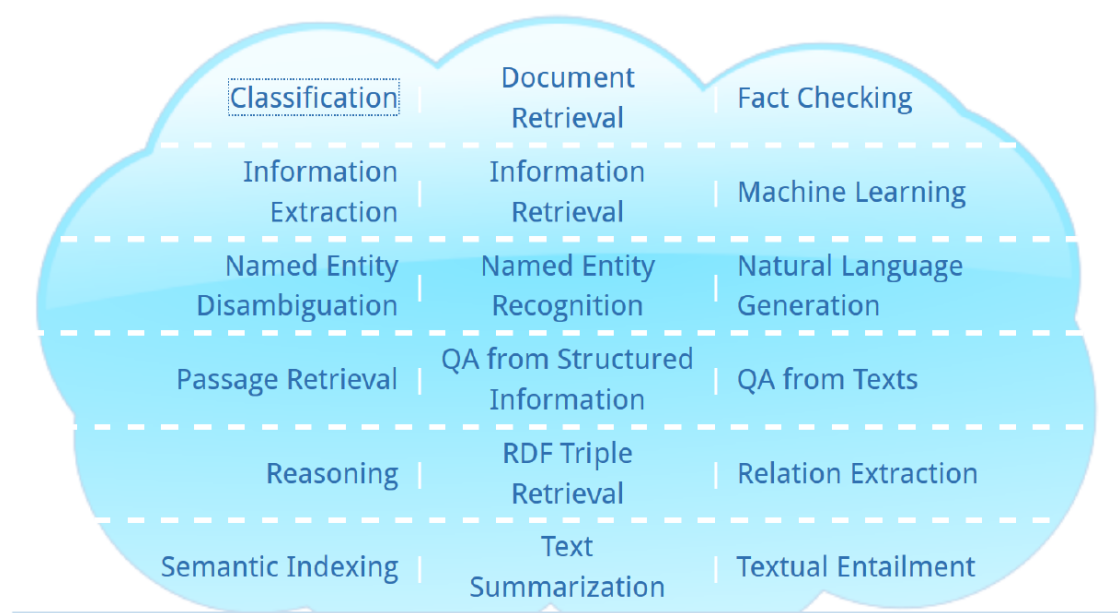 Classification
Document
Retrieval
Fact Checking
Information
Extraction
Information
Retrieval
Machine Learning
Named Entity
Disambiguation
Named Entity
Recognition
Natural Language
Generation
Passage Retrieval
QA from Structured
Information
QA from Texts
Reasoning
RDF Triple
Retrieval
Relation Extraction
Semantic Indexing
Text
Summarization
Textual Entailment